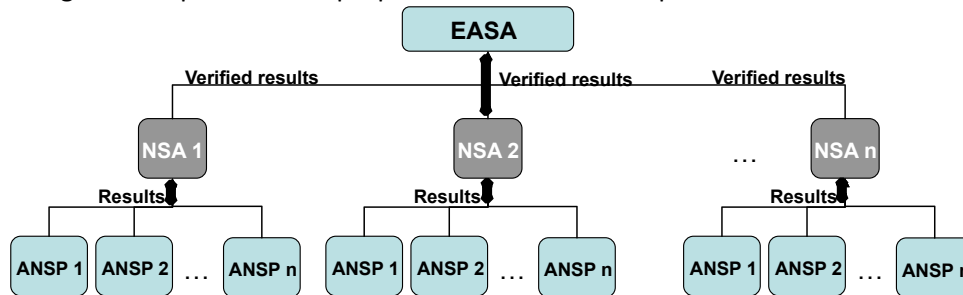 EASA
Verified results
Verified results
Verified results
NSA 1
NSA 2
...
NSA n
Results
Results
Results
ANSP 1
ANSP 2
...
ANSP n
ANSP 1
ANSP 2
...
ANSP n
ANSP 1
ANSP 2
...
ANSP n